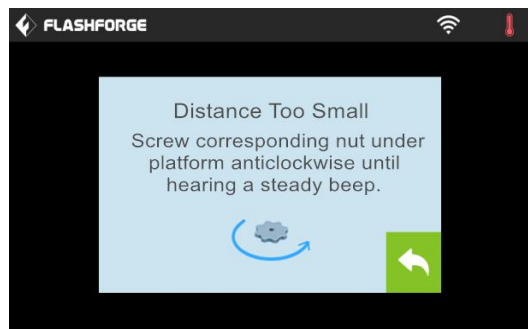 FLASHFORGE
Distance Too Small
Screw corresponding nut under
platform anticlockwise until
hearing a steady beep.